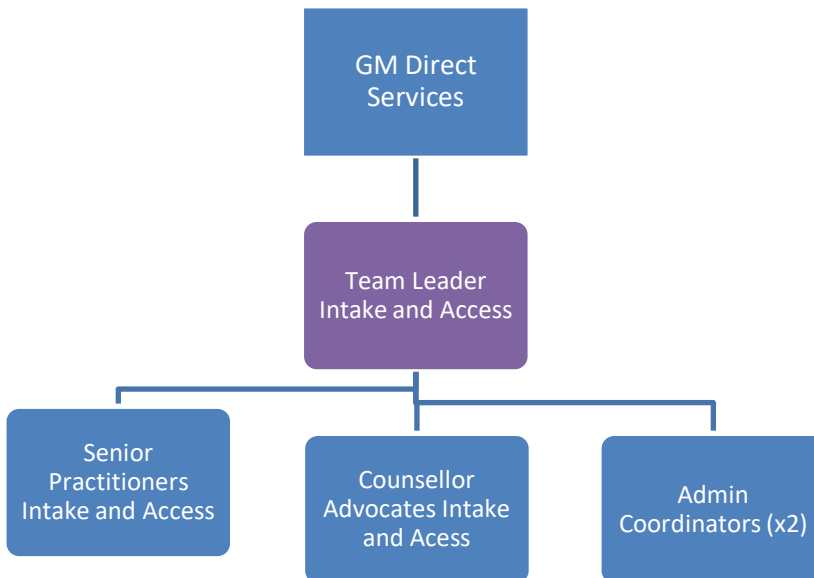 GM Direct
Services
Team Leader
Intake and Access
Senior
Practitioners
Intake and Access
Counsellor
Advocates Intake
and Acess
Admin
Coordinators (x2)